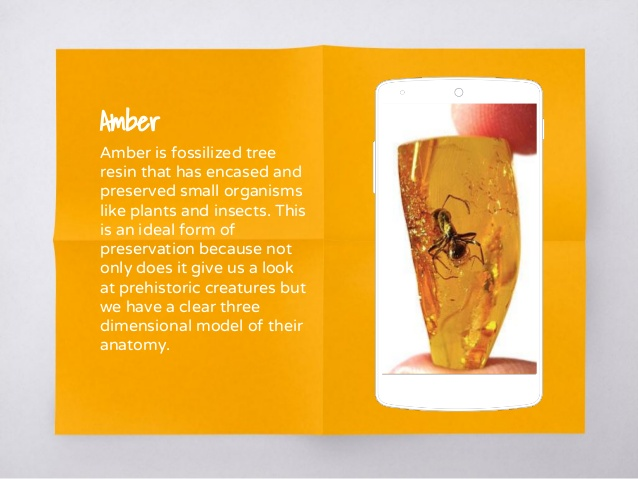 Amber
Amber is fossilized tree
resin that has encased and
preserved small organisms
like plants and insects. This
is an ideal form of
preservation because not
only does it give us a look
at prehistoric creatures but
we have a clear three
dimensional model of their
anatomy.